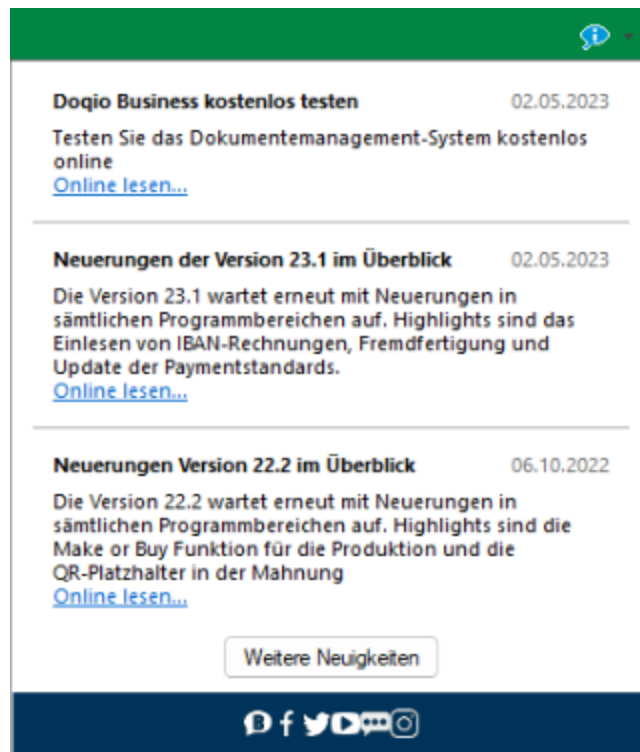 Doqio Business kostenlos testen 02.05.2023
Testen Sie das Dokumentemanagement-System kostenlos
online
Online lesen...
Neuerungen der Version 23.1 im Überblick 02.05.2023
Die Version 23.1 wartet erneut mit Neuerungen in
sämtlichen Programmbereichen auf. Highlights sind das
Einlesen von IBAN-Rechnungen, Fremdfertigung und
Update der Paymentstandards.
Online lesen...
Neuerungen Version 22.2 im Überblick 06.10.2022
Die Version 22.2 wartet erneut mit Neuerungen in
sämtlichen Programmbereichen auf. Highlights sind die
Make or Buy Funktion für die Produktion und die
QR-Platzhalter in der Mahnung
Online lesen...
Weitere Neuigkeiten